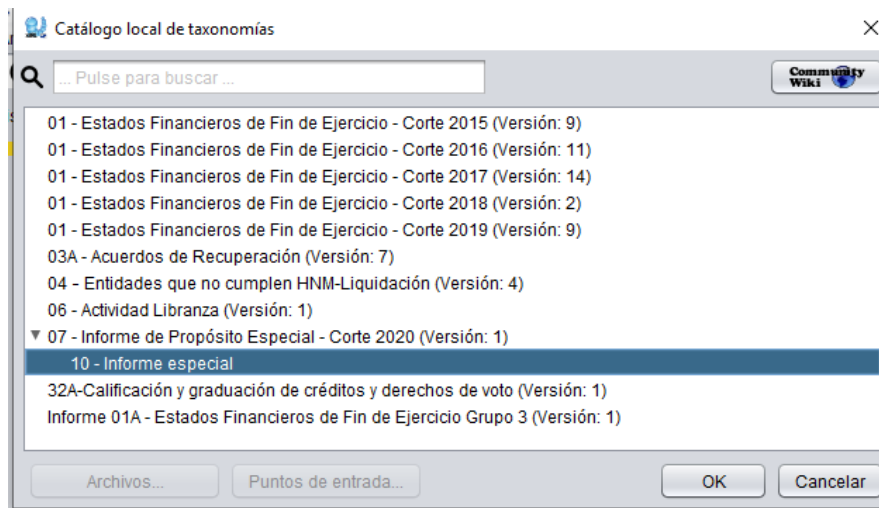 Catálogo local de taxonomías
... Pulse para buscar ...
Community
Wiki
01 - Estados Financieros de Fin de Ejercicio - Corte 2015 (Versión: 9)
01 - Estados Financieros de Fin de Ejercicio - Corte 2016 (Versión: 11)
01 - Estados Financieros de Fin de Ejercicio - Corte 2017 (Versión: 14)
01 - Estados Financieros de Fin de Ejercicio - Corte 2018 (Versión: 2)
01 - Estados Financieros de Fin de Ejercicio - Corte 2019 (Versión: 9)
03A - Acuerdos de Recuperación (Versión: 7)
04 – Entidades que no cumplen HNM-Liquidación (Versión: 4)
06 - Actividad Libranza (Versión: 1)
07 - Informe de Propósito Especial - Corte 2020 (Versión: 1)
10 - Informe especial
32A-Calificación y graduación de créditos y derechos de voto (Versión: 1)
Informe 01A - Estados Financieros de Fin de Ejercicio Grupo 3 (Versión: 1)
Archivos...
Puntos de entrada...
OK
Cancelar